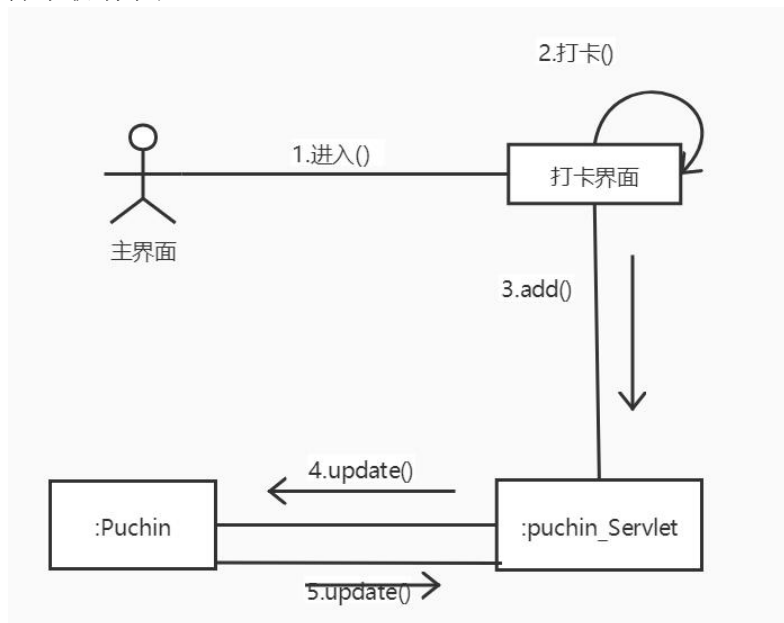 2.打卡()
1.进入()
打卡界面
主界面
3.add()
4.update()
:Puchin
:puchin_Servlet
5.update()